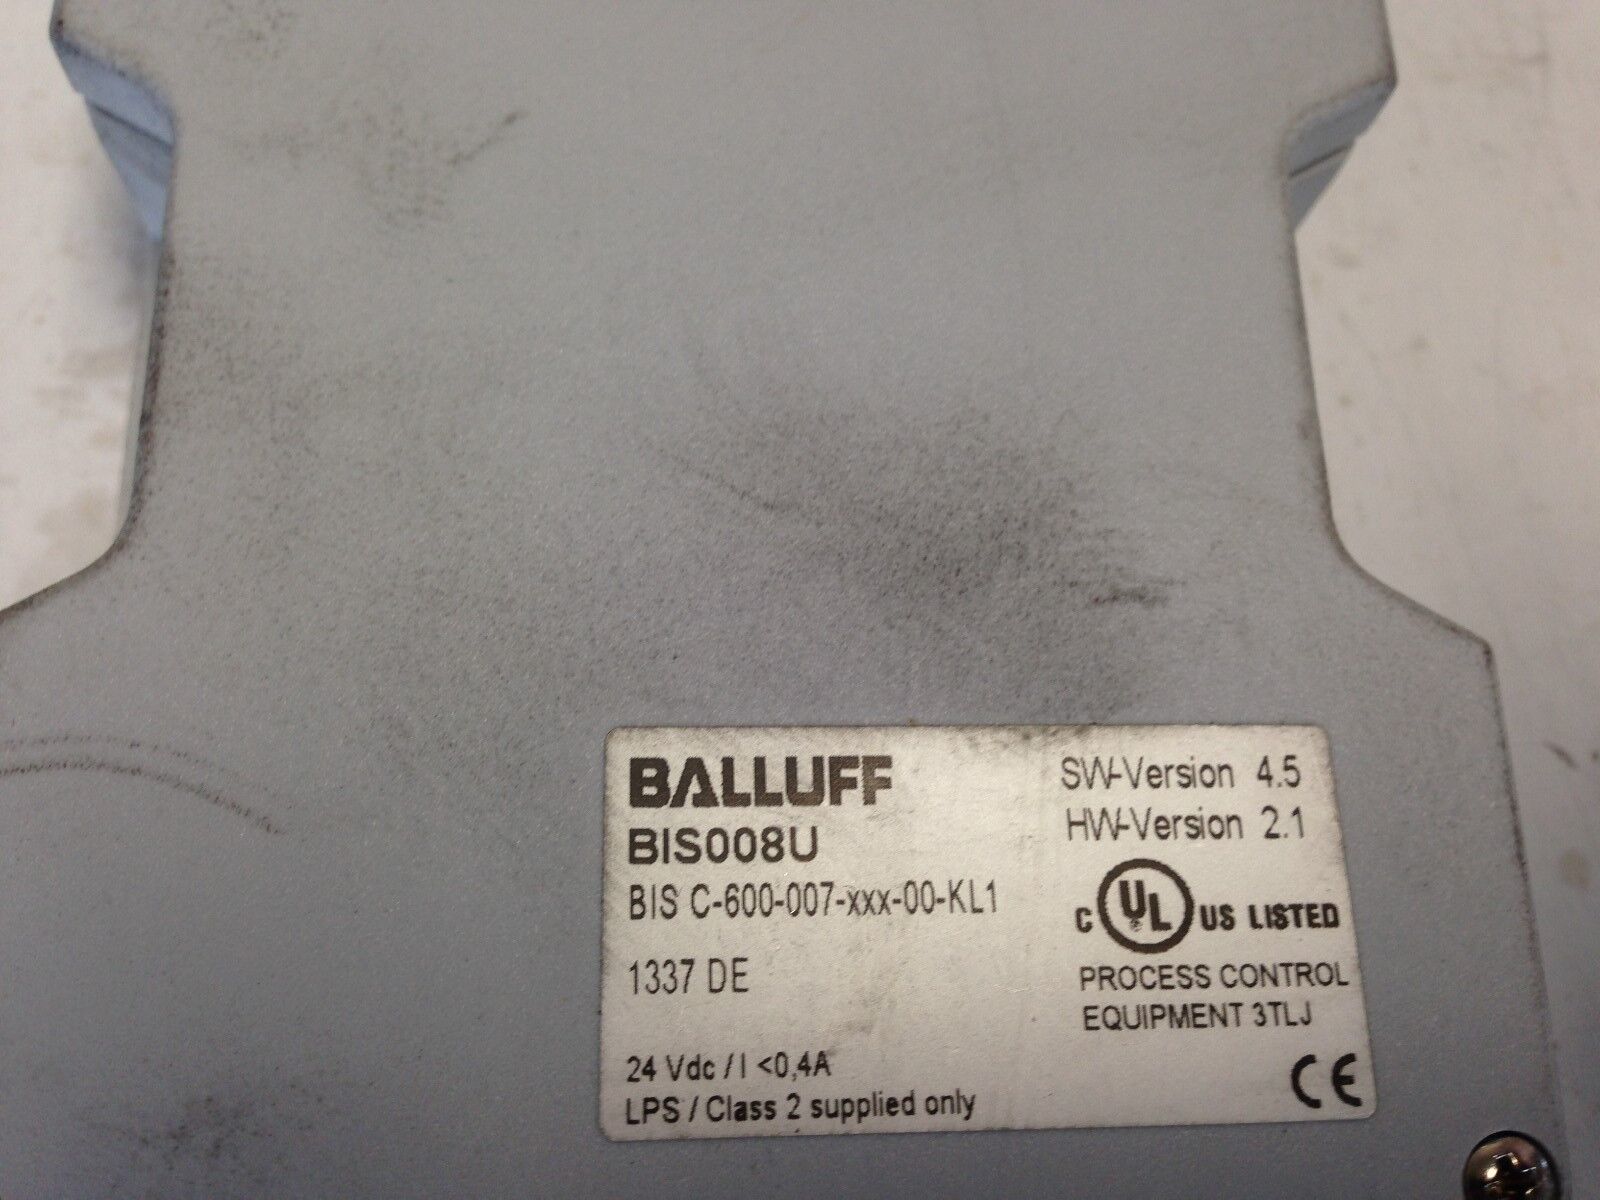 BALLUFF
BIS008U
BIS C-600-007-xxx-00-KL1
1337 DE
24 Vdc / I <0,4A
LPS / Class 2 supplied only
SW-Version 4.5
HW-Version 2.1
C UL US LISTED
PROCESS CONTROL
EQUIPMENT 3TLJ
CE